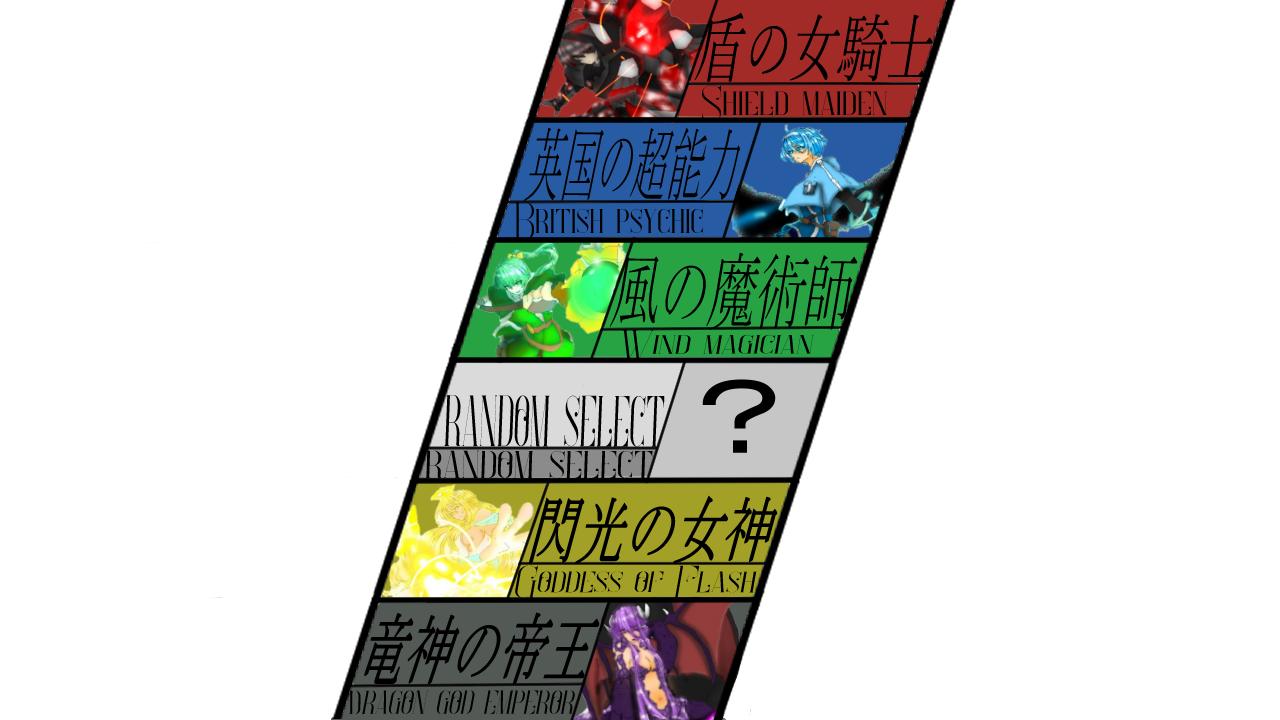 盾の女騎士
SHIELD MAIDEN
英国の超能力
BRITISH PSYCHIC
風の魔術師
WIND MAGICIAN
RANDOM SELECT
RANDOM SELECT
?
閃光の女神
GODDESS OF FLASH
竜神の帝王
DRAGON GOD EMPEROR